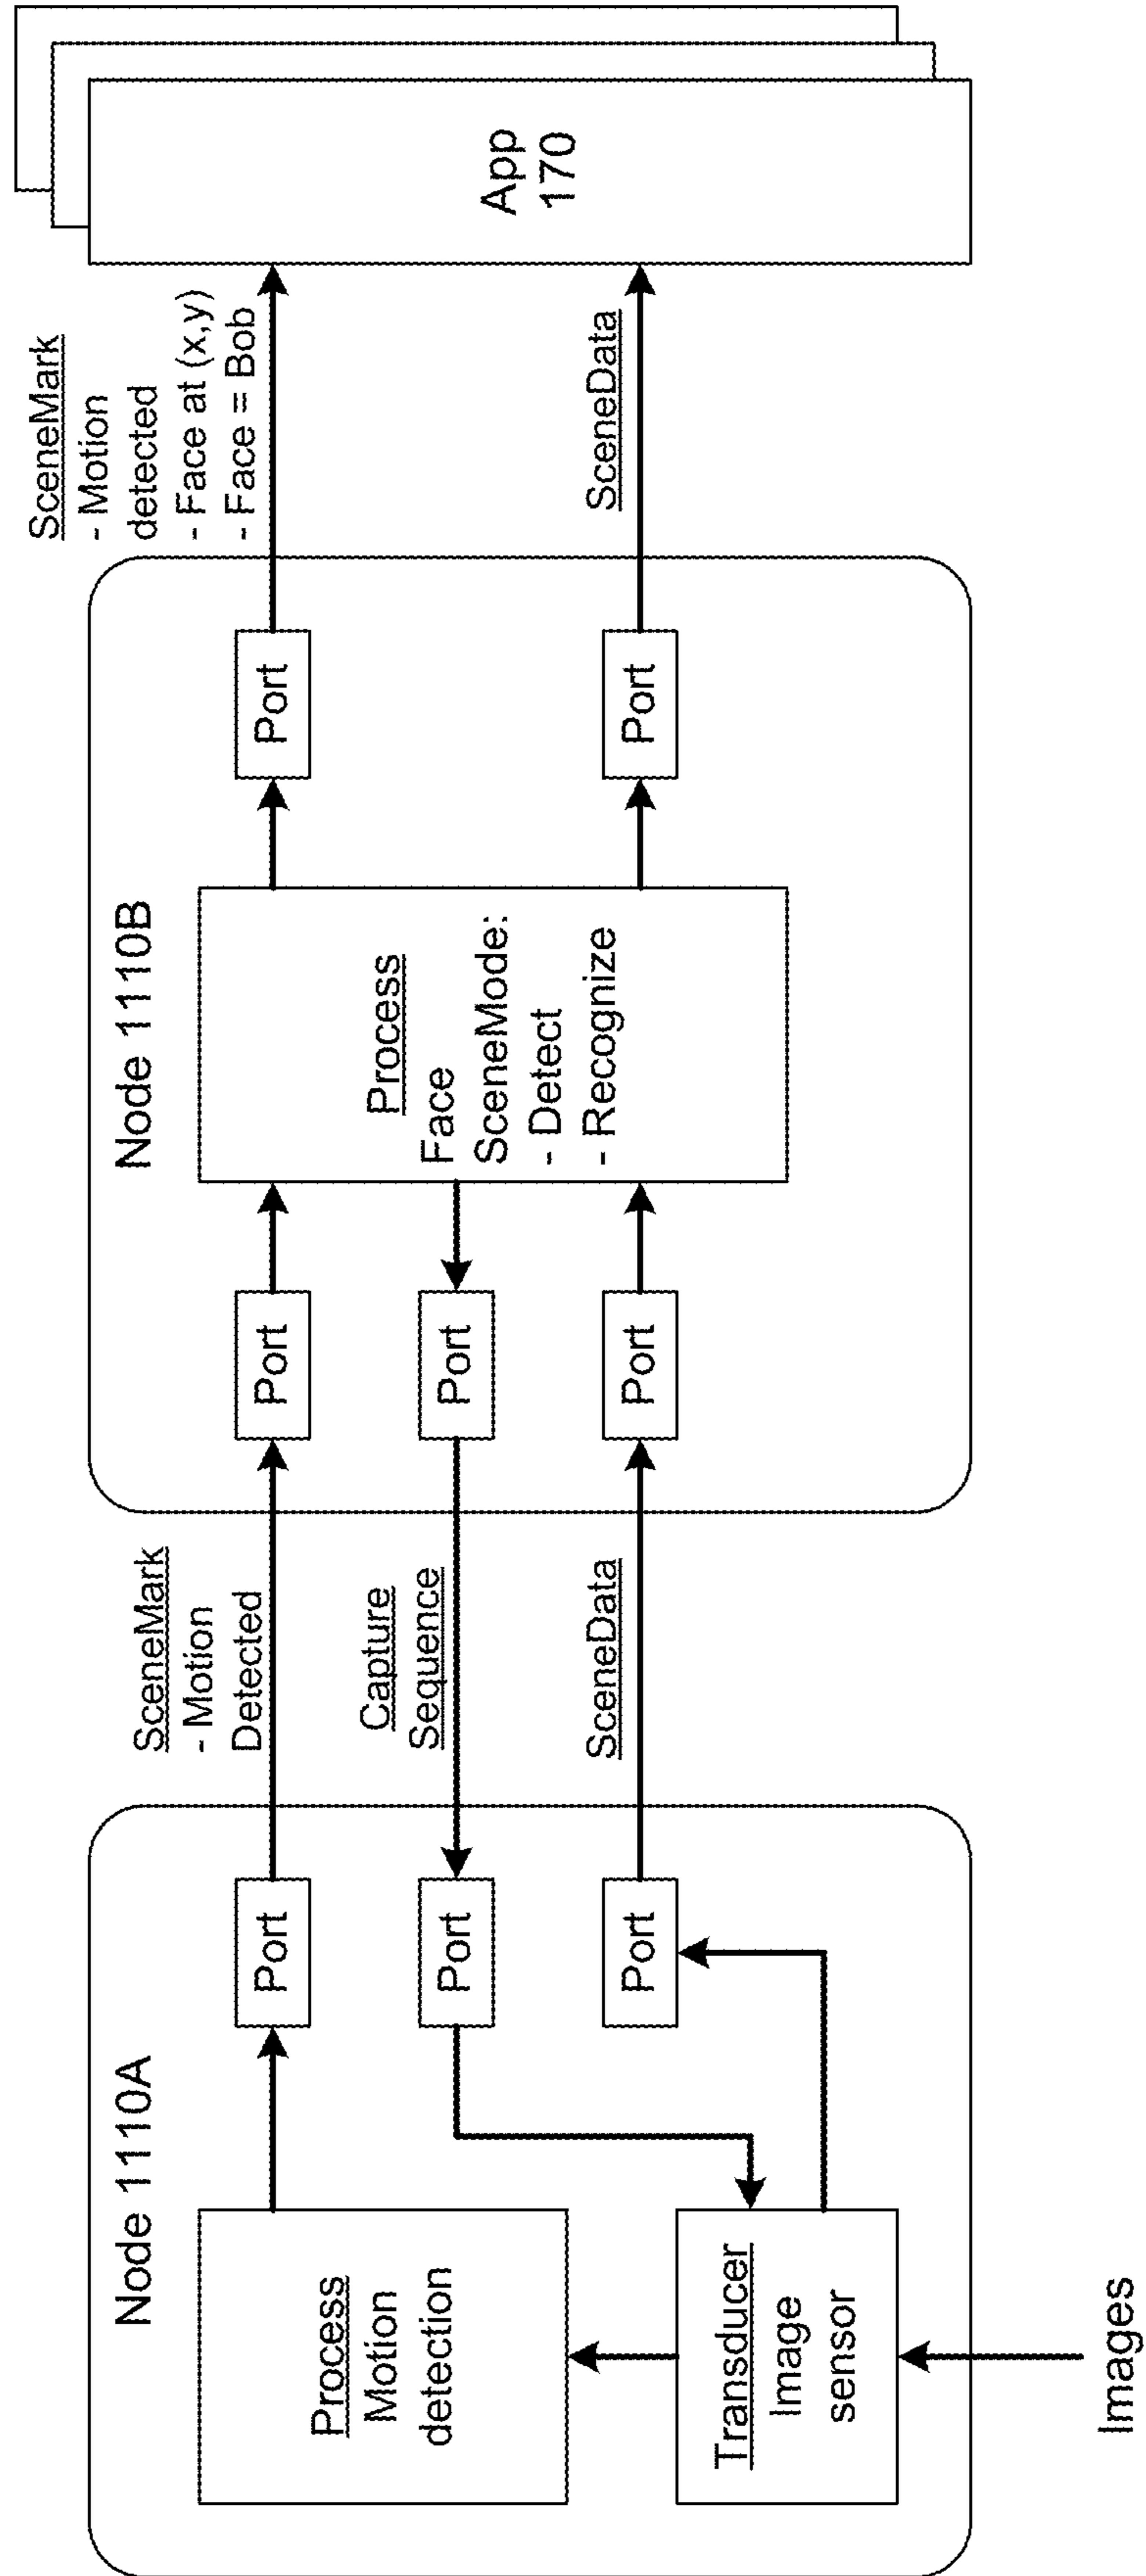 Node 1110A
Process
Motion
detection
Transducer
Image
sensor
Images
Port
Port
Port
SceneMark
- Motion
Detected
Capture
Sequence
SceneData
Node 1110B
Port
Port
Port
Process
Face
SceneMode:
- Detect
- Recognize
Port
Port
SceneMark
- Motion
detected
- Face at (x,y)
- Face = Bob
SceneData
App
170